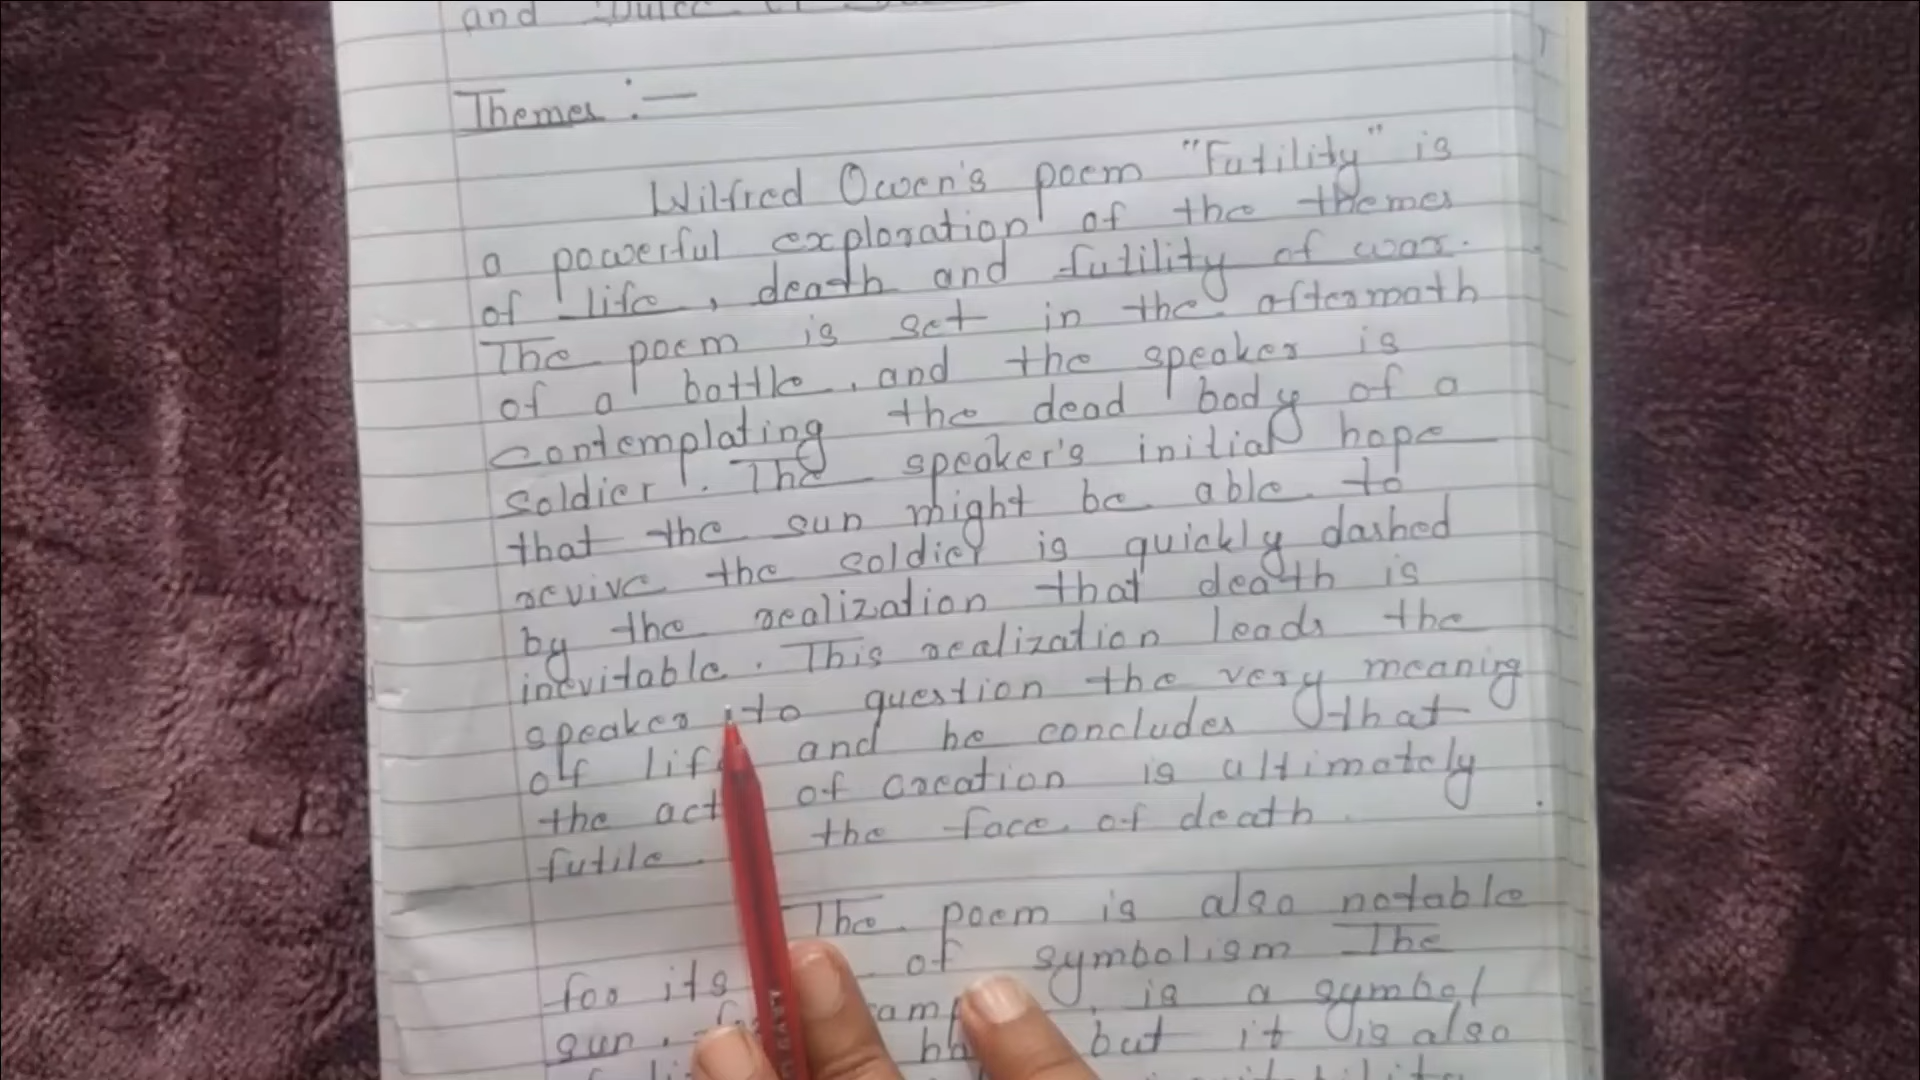 and
Themes :—
Wilfred Owen's poem "Futility" is
a powerful exploration of the themes
of life, death and futility of war.
The poem is set in the aftermath
of a battle, and the speaker is
contemplating the dead body of a
soldier. The speaker's initial hope
that the sun might be able to
revive the soldier is quickly dashed
by the realization that death is
inevitable. This realization leads the
speaker to question the very meaning
of life and he concludes that
the act of creation is ultimately
futile the face of death.
The poem is also notable
for its of symbolism The
sun, is a symbol
but it is also